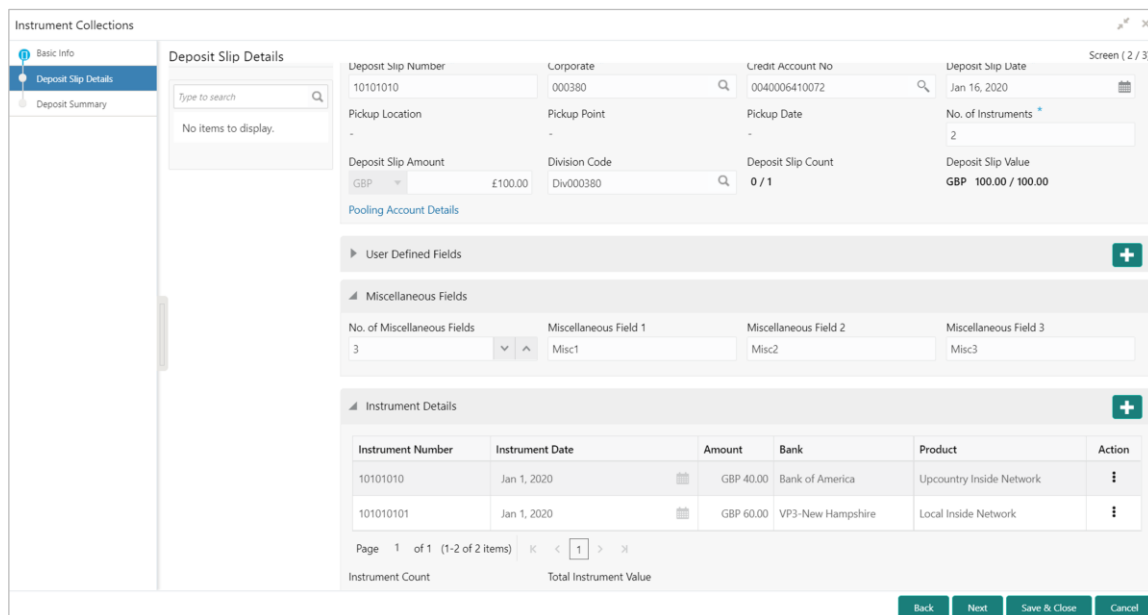 Instrument Collections
Basic Info
Deposit Slip Details
Deposit Summary
Deposit Slip Details
Screen ( 2 / 3)
Type to search
No items to display.
Deposit Slip Number Corporate Credit Account No Deposit Slip Date
10101010 000380 0040006410072 Jan 16, 2020
Pickup Location Pickup Point Pickup Date No. of Instruments *
- - - 2
Deposit Slip Amount Division Code Deposit Slip Count Deposit Slip Value
GBP £100.00 Div000380 0 / 1 GBP 100.00 / 100.00
Pooling Account Details
User Defined Fields
Miscellaneous Fields
No. of Miscellaneous Fields Miscellaneous Field 1 Miscellaneous Field 2 Miscellaneous Field 3
3 Misc1 Misc2 Misc3
Instrument Details
Instrument Number Instrument Date Amount Bank Product Action
10101010 Jan 1, 2020 GBP 40.00 Bank of America Upcountry Inside Network
101010101 Jan 1, 2020 GBP 60.00 VP3-New Hampshire Local Inside Network
Page 1 of 1 (1-2 of 2 items) 1
Instrument Count Total Instrument Value
Back Next Save & Close Cancel